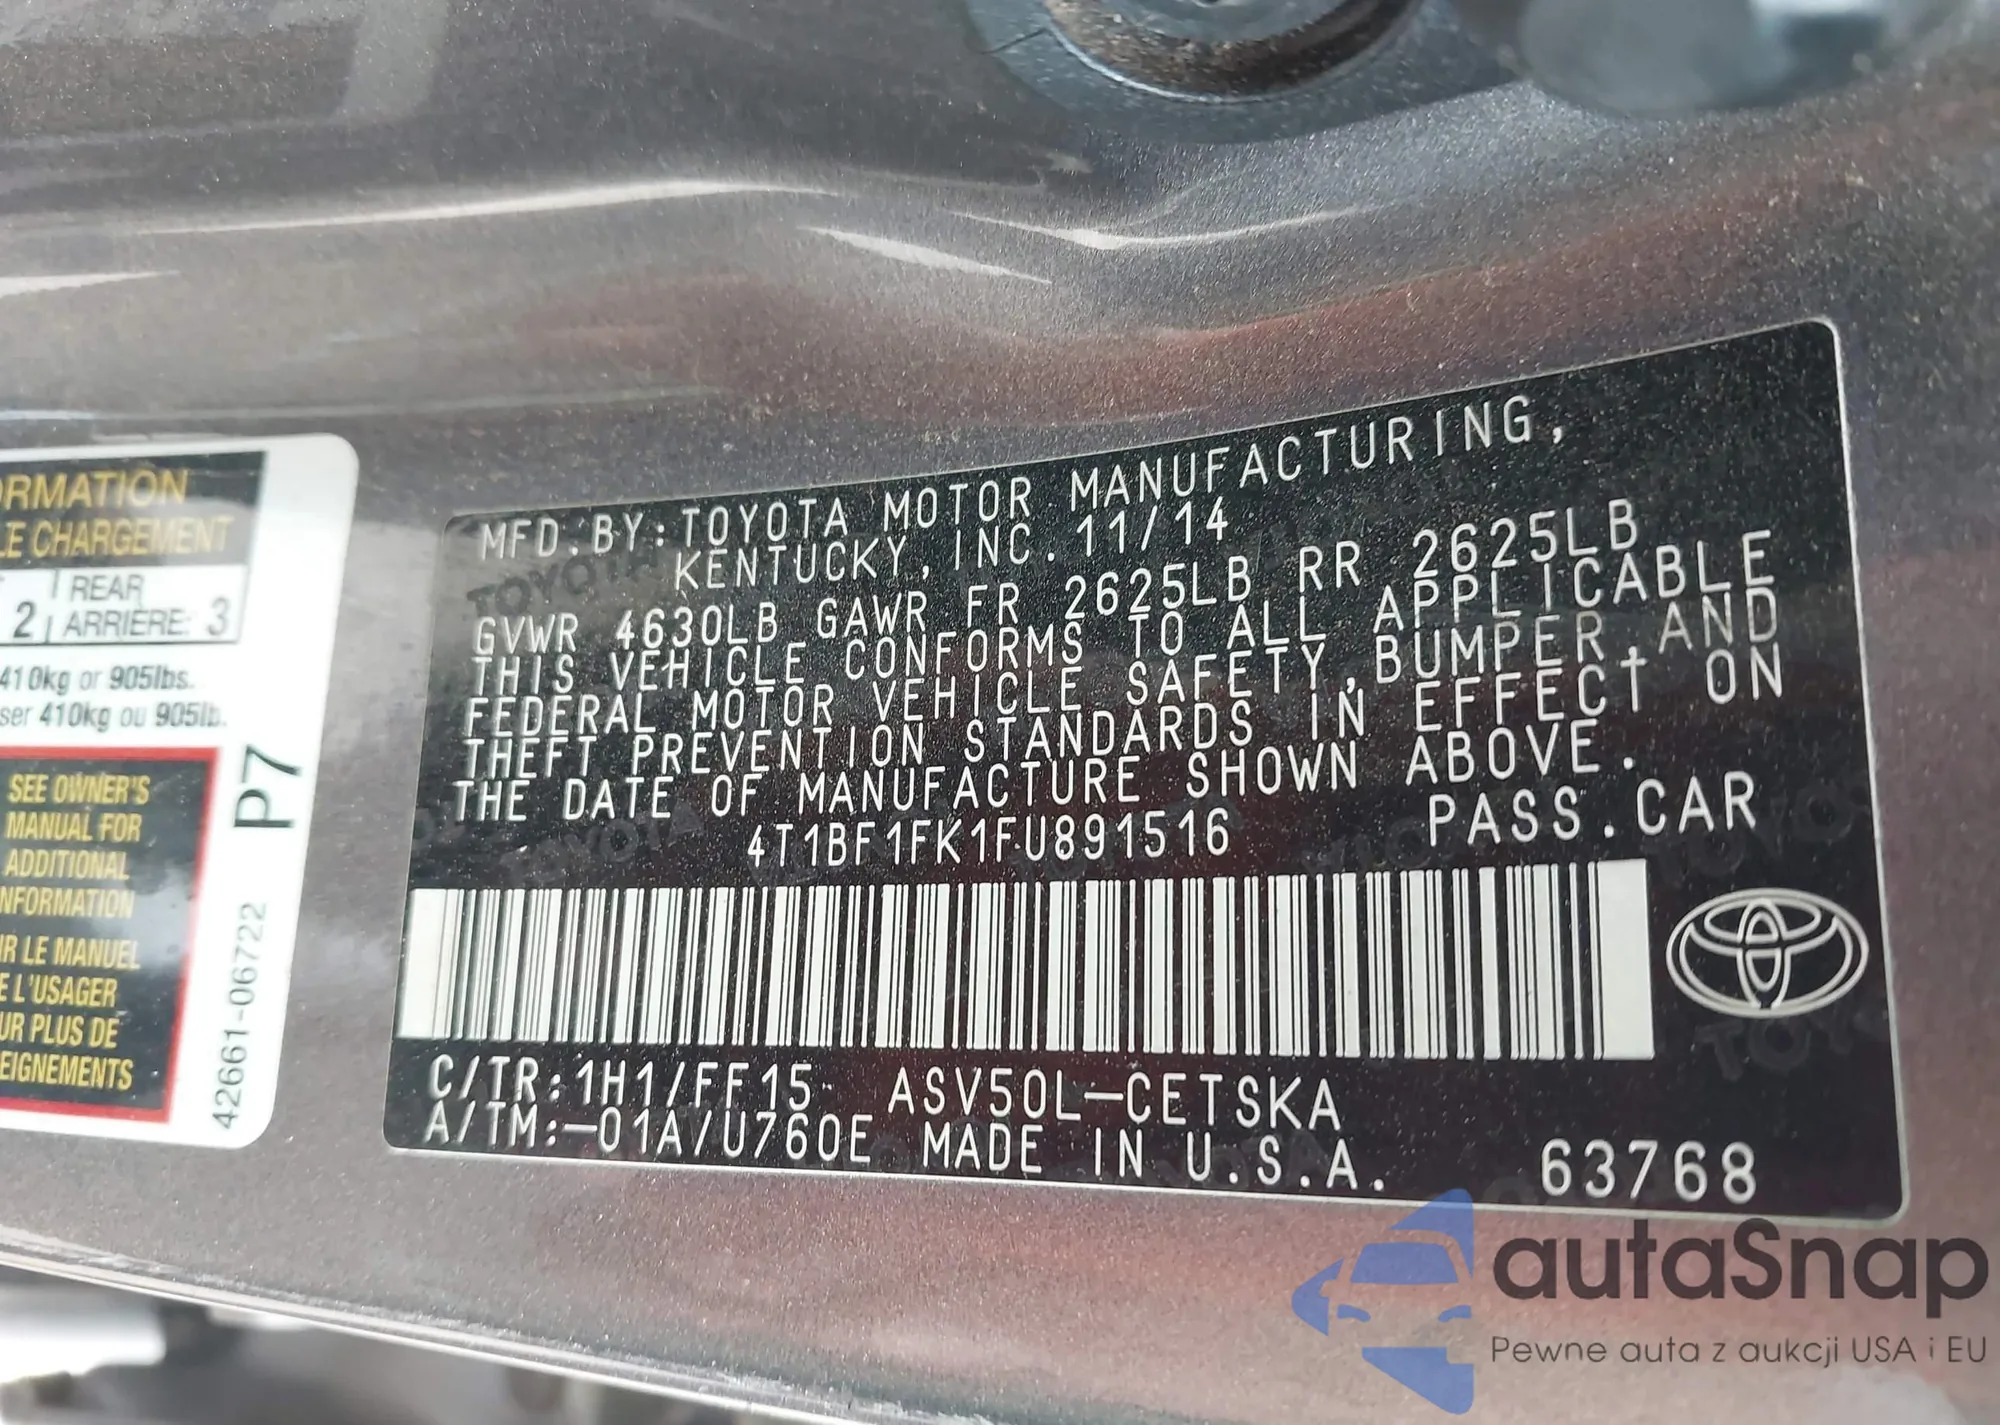 ORMATION
LE CHARGEMENT
2
REAR
ARRIÈRE: 3
410kg or 905lbs.
ser 410kg ou 905lb.
SEE OWNER'S
MANUAL FOR
ADDITIONAL
NFORMATION
IR LE MANUEL
E L'USAGER
UR PLUS DE
EIGNEMENTS
P7
42661-06722
MFD. BY: TOYOTA MOTOR MANUFACTURING,
KENTUCKY, INC. 11/14
GVWR 4630LB GAWR FR 2625LB RR 2625LB
THIS VEHICLE CONFORMS TO ALL APPLICABLE
FEDERAL MOTOR VEHICLE SAFETY, BUMPER, AND
THEFT PREVENTION STANDARDS IN EFFECT ON
THE DATE OF MANUFACTURE SHOWN ABOVE.
4T1BF1FK1FU891516 PASS. CAR
C/TR: 1H1/FF15 ASV50L-CETSKA
A/TM:-01A/U760E MADE IN U.S.A. 63768
autaSnap
Pewne auta z aukcji USA i EU